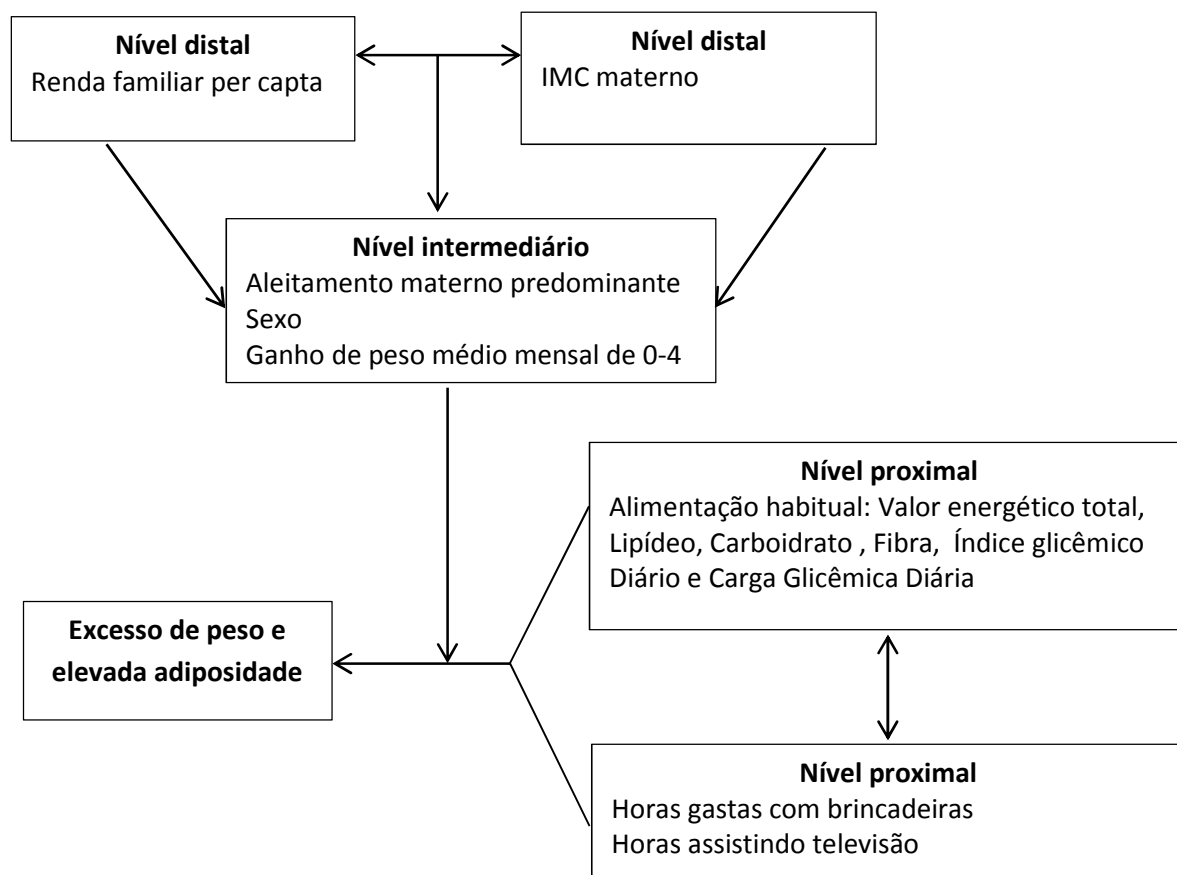 Nível distal
Renda familiar per capta
Nível distal
IMC materno
Nível intermediário
Aleitamento materno predominante
Sexo
Ganho de peso médio mensal de 0-4
Nível proximal
Alimentação habitual: Valor energético total,
Lipídeo, Carboidrato , Fibra, Índice glicêmico
Diário e Carga Glicêmica Diária
Excesso de peso e
elevada adiposidade
Nível proximal
Horas gastas com brincadeiras
Horas assistindo televisão